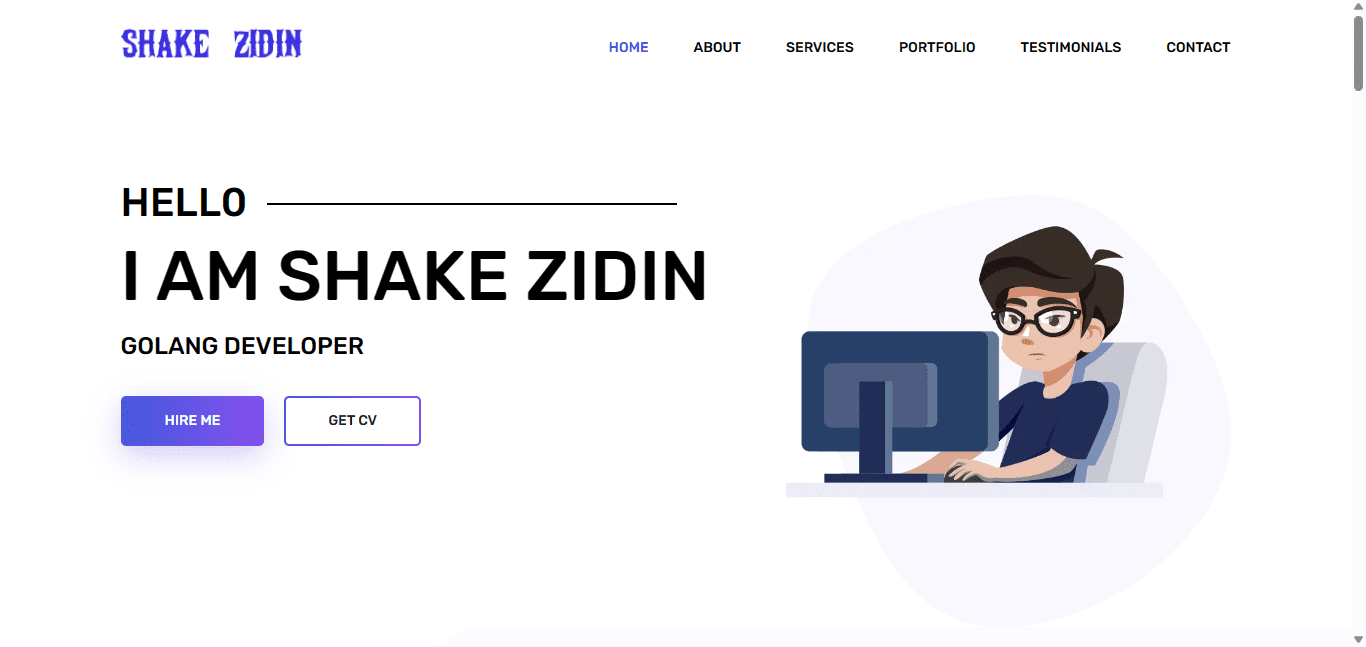 SHAKE ZIDIN
HOME ABOUT SERVICES PORTFOLIO TESTIMONIALS CONTACT
HELLO
I AM SHAKE ZIDIN
GOLANG DEVELOPER
HIRE ME GET CV